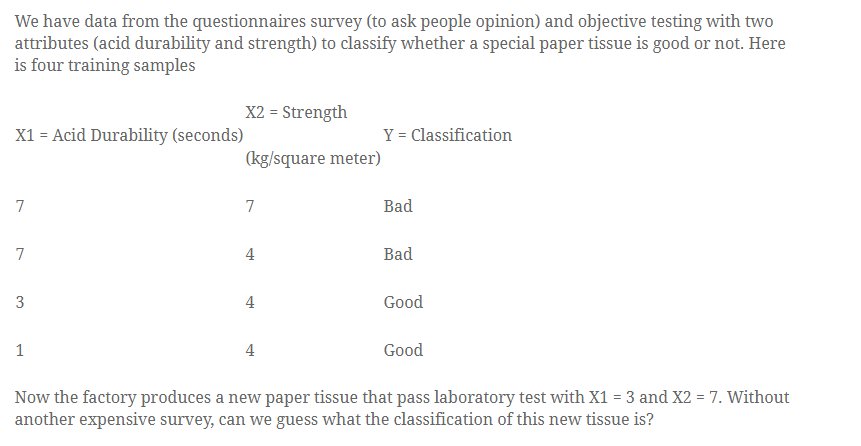 We have data from the questionnaires survey (to ask people opinion) and objective testing with two
attributes (acid durability and strength) to classify whether a special paper tissue is good or not. Here
is four training samples
X2 = Strength
X1 = Acid Durability (seconds) Y = Classification
(kg/square meter)
7 7 Bad
7 4 Bad
3 4 Good
1 4 Good
Now the factory produces a new paper tissue that pass laboratory test with X1 = 3 and X2 = 7. Without
another expensive survey, can we guess what the classification of this new tissue is?